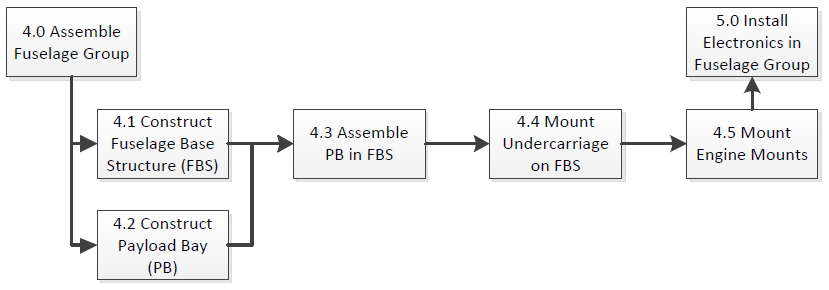 4.0 Assemble
Fuselage Group
5.0 Install
Electronics in
Fuselage Group
4.1 Construct
Fuselage Base
Structure (FBS)
4.3 Assemble
PB in FBS
4.4 Mount
Undercarriage
on FBS
4.5 Mount
Engine Mounts
4.2 Construct
Payload Bay
(PB)